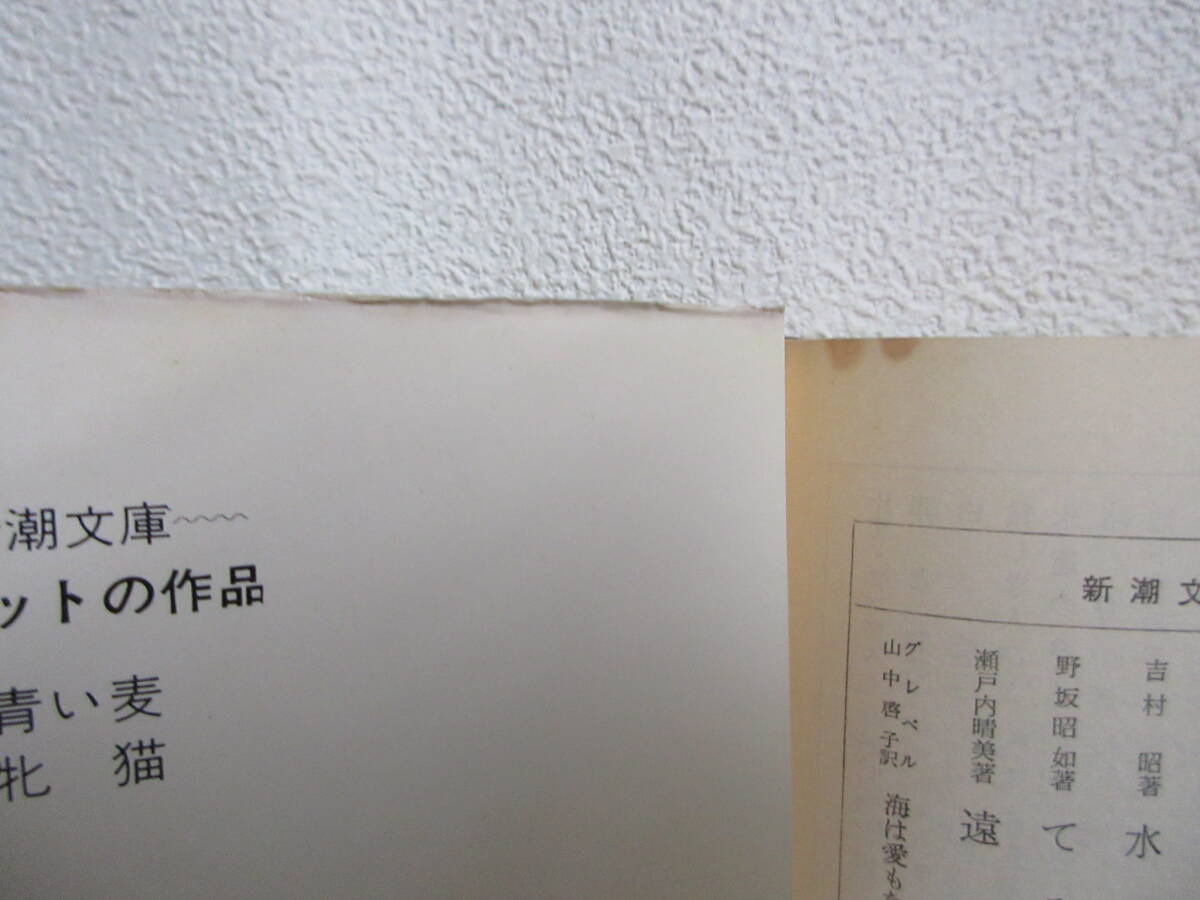 潮文庫
ットの作品
青い麦
牝猫
新潮文
吉村昭著 水
野坂昭如著 て
瀬戸内晴美著 遠
グレベル
山中啓子訳 海は愛も